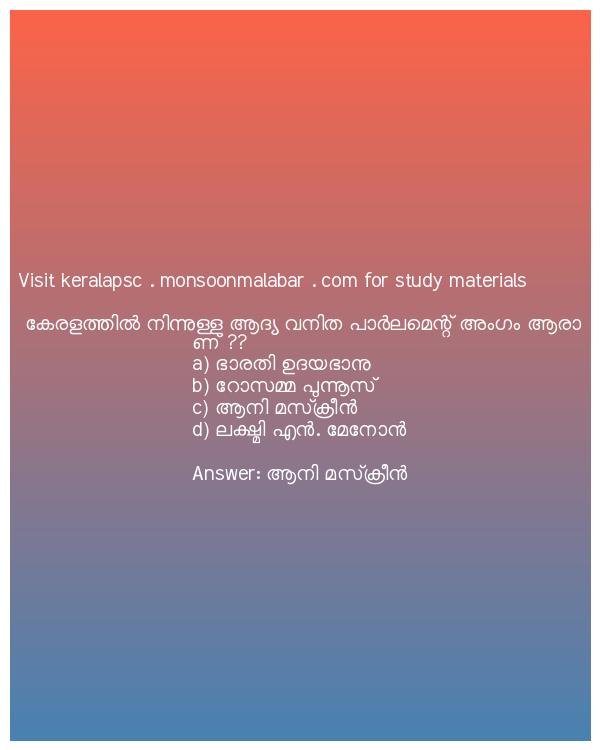 Visit keralapsc . monsoonmalabar . com for study materials
കേരളത്തിൽ നിന്നുള്ള ആദ്യ വനിത പാർലമെന്റ് അംഗം ആരാ
ണ് ??
a) ഭാരതി ഉദയഭാനു
b) റോസമ്മ പുന്നൂസ്
c) ആനി മസ്ക്രീൻ
d) ലക്ഷ്മി എൻ. മേനോൻ
Answer: ആനി മസ്ക്രീൻ